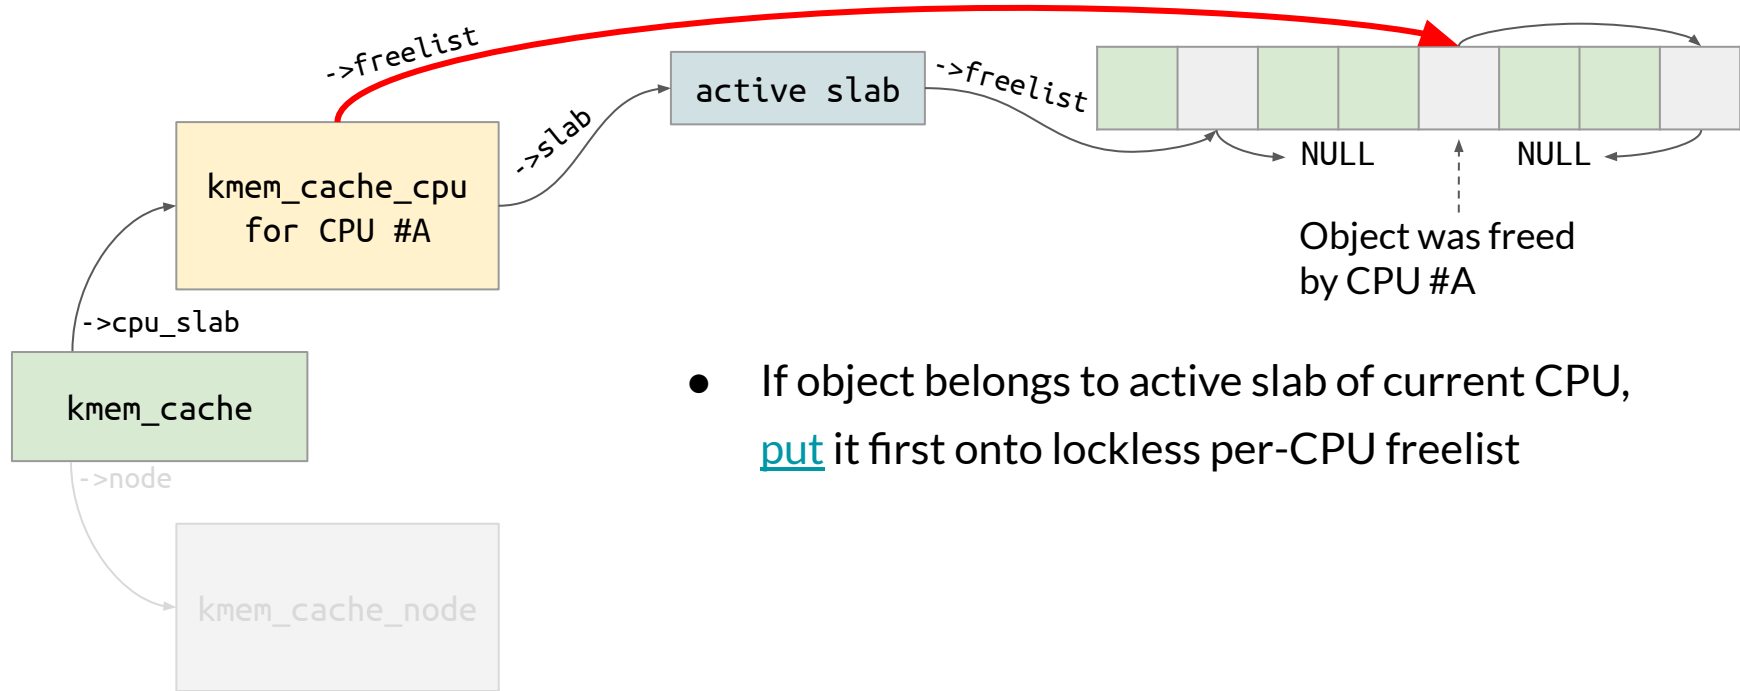 ->freelist
->slab
active slab
->freelist
NULL
NULL
kmem_cache_cpu
for CPU #A
Object was freed
by CPU #A
->cpu_slab
kmem_cache
->node
kmem_cache_node
● If object belongs to active slab of current CPU,
put it first onto lockless per-CPU freelist